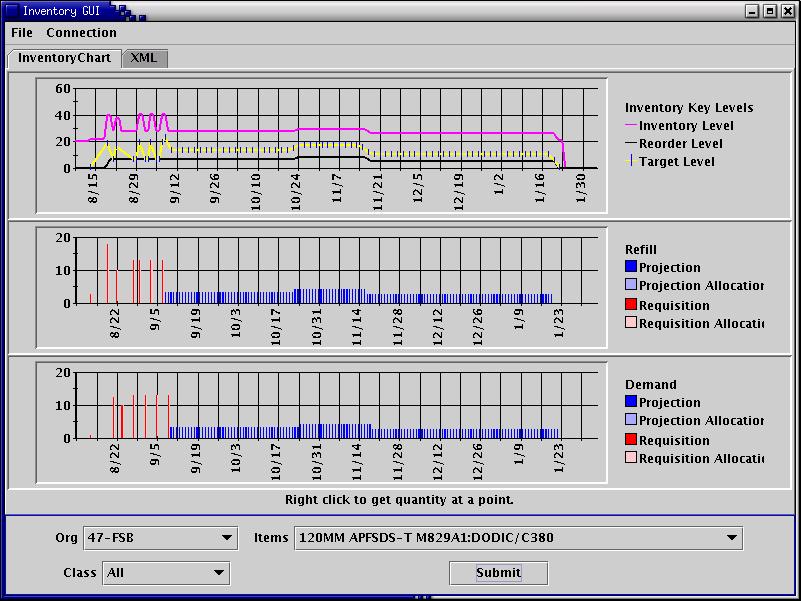 Inventory GUI
File Connection
InventoryChart XML
60
40
20
0
8/15 8/29 9/12 9/26 10/10 10/24 11/7 11/21 12/5 12/19 1/2 1/16 1/30
Inventory Key Levels
Inventory Level
Reorder Level
Target Level
20
10
0
8/22 9/5 9/19 10/3 10/17 10/31 11/14 11/28 12/12 12/26 1/9 1/23
Refill
Projection
Projection Allocation
Requisition
Requisition Allocati
20
10
0
8/22 9/5 9/19 10/3 10/17 10/31 11/14 11/28 12/12 12/26 1/9 1/23
Demand
Projection
Projection Allocation
Requisition
Requisition Allocati
Right click to get quantity at a point.
Org 47-FSB Items 120MM APFSDS-T M829A1:DODIC/C380
Class All Submit